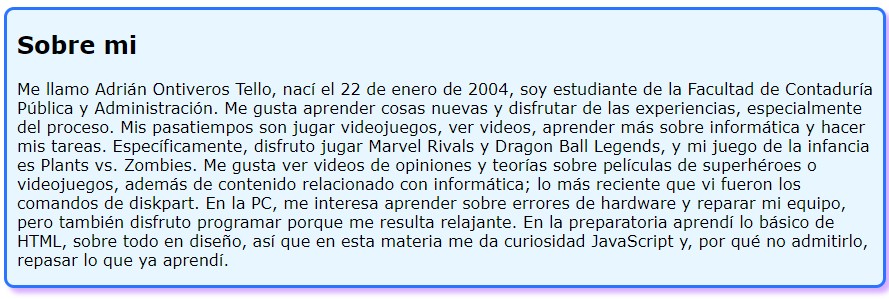 Sobre mi
Me llamo Adrián Ontiveros Tello, nací el 22 de enero de 2004, soy estudiante de la Facultad de Contaduría
Pública y Administración. Me gusta aprender cosas nuevas y disfrutar de las experiencias, especialmente
del proceso. Mis pasatiempos son jugar videojuegos, ver videos, aprender más sobre informática y hacer
mis tareas. Específicamente, disfruto jugar Marvel Rivals y Dragon Ball Legends, y mi juego de la infancia
es Plants vs. Zombies. Me gusta ver videos de opiniones y teorías sobre películas de superhéroes o
videojuegos, además de contenido relacionado con informática; lo más reciente que vi fueron los
comandos de diskpart. En la PC, me interesa aprender sobre errores de hardware y reparar mi equipo,
pero también disfruto programar porque me resulta relajante. En la preparatoria aprendí lo básico de
HTML, sobre todo en diseño, así que en esta materia me da curiosidad JavaScript y, por qué no admitirlo,
repasar lo que ya aprendí.